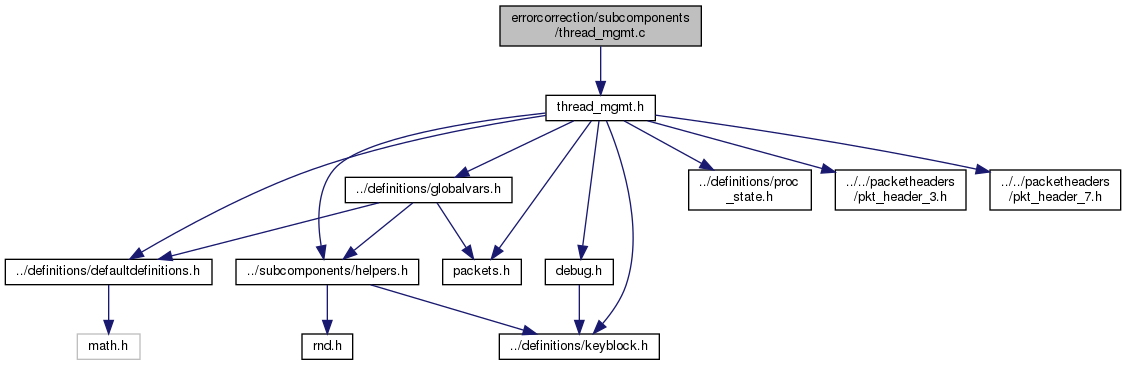 errorcorrection/subcomponents
/thread_mgmt.c
thread_mgmt.h
../definitions/globalvars.h
../definitions/proc
_state.h
../../packetheaders
/pkt_header_3.h
../../packetheaders
/pkt_header_7.h
../definitions/defaultdefinitions.h
../subcomponents/helpers.h
packets.h
debug.h
math.h
rnd.h
../definitions/keyblock.h